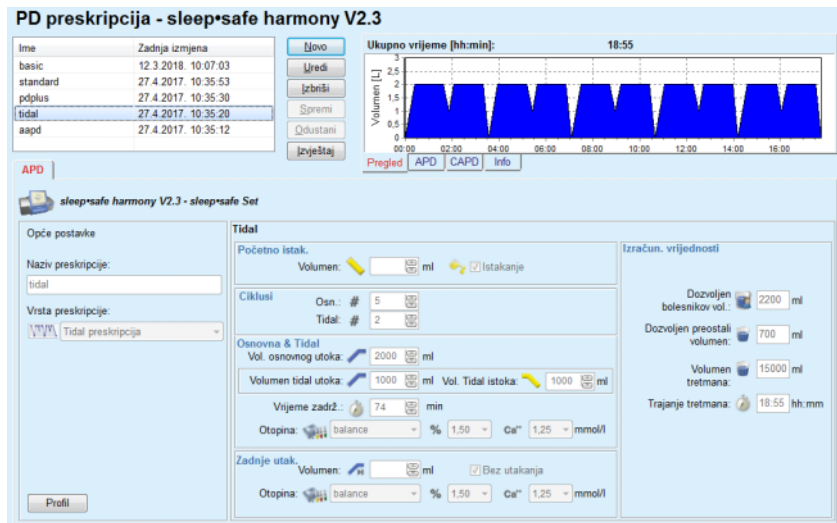 PD preskripcija - sleep•safe harmony V2.3
Ime Zadnja izmjena
basic 12.3.2018. 10:07:03
standard 27.4.2017. 10:35:53
pdplus 27.4.2017. 10:35:30
tidal 27.4.2017. 10:35:20
aapd 27.4.2017. 10:35:12
Novo
Uredi
Izbriši
Spremi
Odustani
Izvještaj
Ukupno vrijeme [hh:min]: 18:55
Volumen [L]
3
2,5
2
1,5
1
0,5
0
00:00 02:00 04:00 06:00 08:00 10:00 12:00 14:00 16:00
Pregled APD CAPD Info
APD
sleep•safe harmony V2.3 - sleep•safe Set
Opće postavke
Naziv preskripcije:
tidal
Vrsta preskripcije:
Tidal preskripcija
Profil
Tidal
Početno istak.
Volumen: ml Istakanje
Ciklusi
Osn.: # 5
Tidal: # 2
Osnovna & Tidal
Vol. osnovnog utoka: 2000 ml
Volumen tidal utoka: 1000 ml Vol. Tidal istoka: 1000 ml
Vrijeme zadrž.: 74 min
Otopina: balance % 1,50 Ca⁺⁺ 1,25 mmol/l
Zadnje utak.
Volumen: ml Bez utakanja
Otopina: balance % 1,50 Ca⁺⁺ 1,25 mmol/l
Izračun. vrijednosti
Dozvoljen
bolesnikov vol.: 2200 ml
Dozvoljen preostali
volumen: 700 ml
Volumen
tretmana: 15000 ml
Trajanje tretmana: 18:55 hh:mm